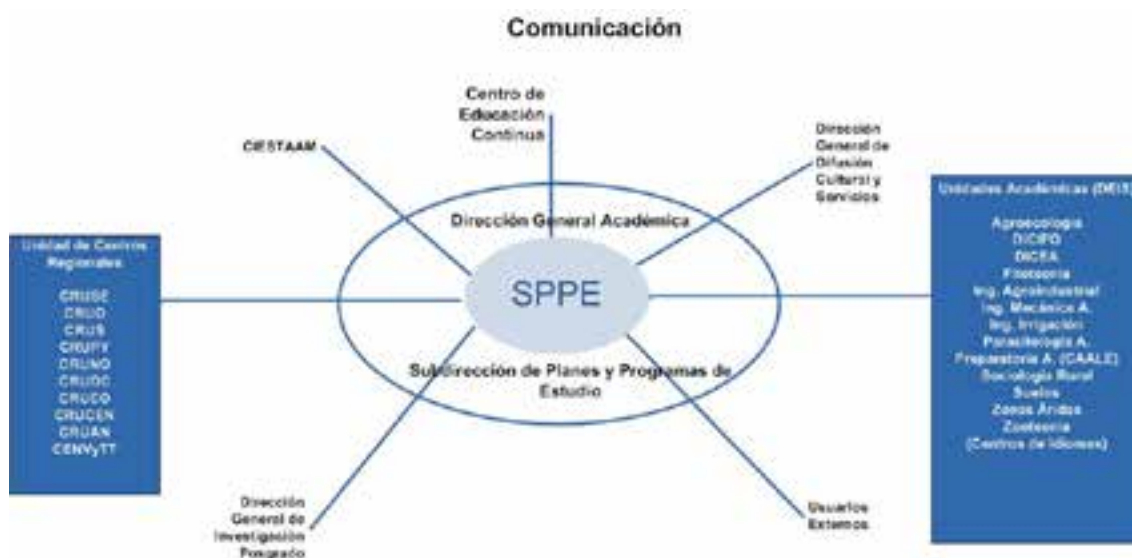 Comunicación
Centro de
Educación
Continua
CIESTAAM
Dirección
General de
Difusión
Cultural y
Servicios
Dirección General Académica
SPPE
Subdirección de Planes y Programas de
Estudio
Unidad de Centros
Regionales
CRUSE
CRUO
CRUS
CRUPY
CRUNO
CRUOC
CRUCO
CRUCEN
CRUAN
CENVyTT
Unidades Académicas (DEIS)
Agroecología
DICIFO
DICEA
Fitotecnia
Ing. Agroindustrial
Ing. Mecánica A.
Ing. Irrigación
Parasitología A.
Preparatoria A. (CAALE)
Sociología Rural
Suelos
Zonas Áridas
Zootecnia
(Centros de Idiomas)
Dirección
General de
Investigación
Posgrado
Usuarios
Externos